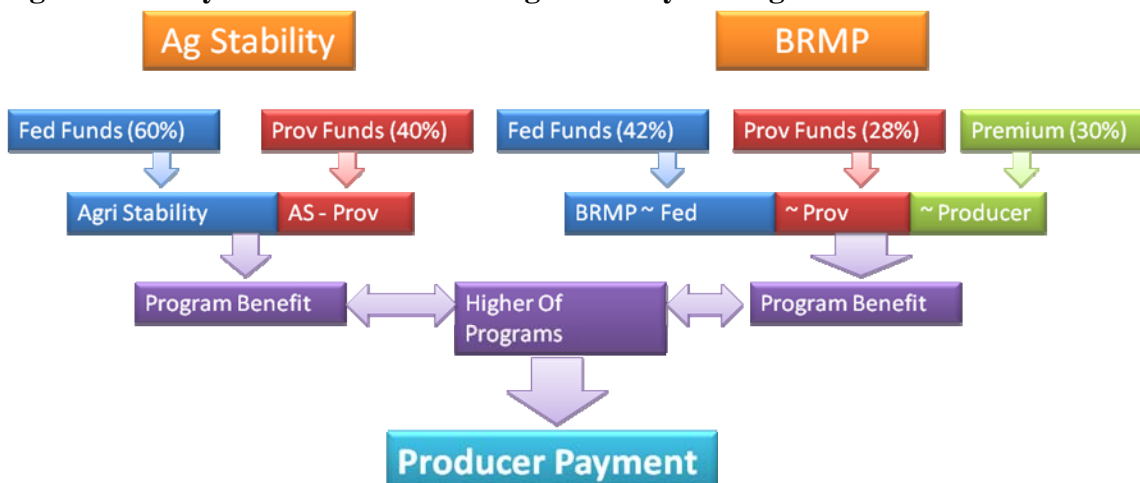 Ag Stability
BRMP
Fed Funds (60%)
Prov Funds (40%)
Fed Funds (42%)
Prov Funds (28%)
Premium (30%)
Agri Stability
AS - Prov
BRMP ~ Fed
~ Prov
~ Producer
Program Benefit
Higher Of
Programs
Program Benefit
Producer Payment